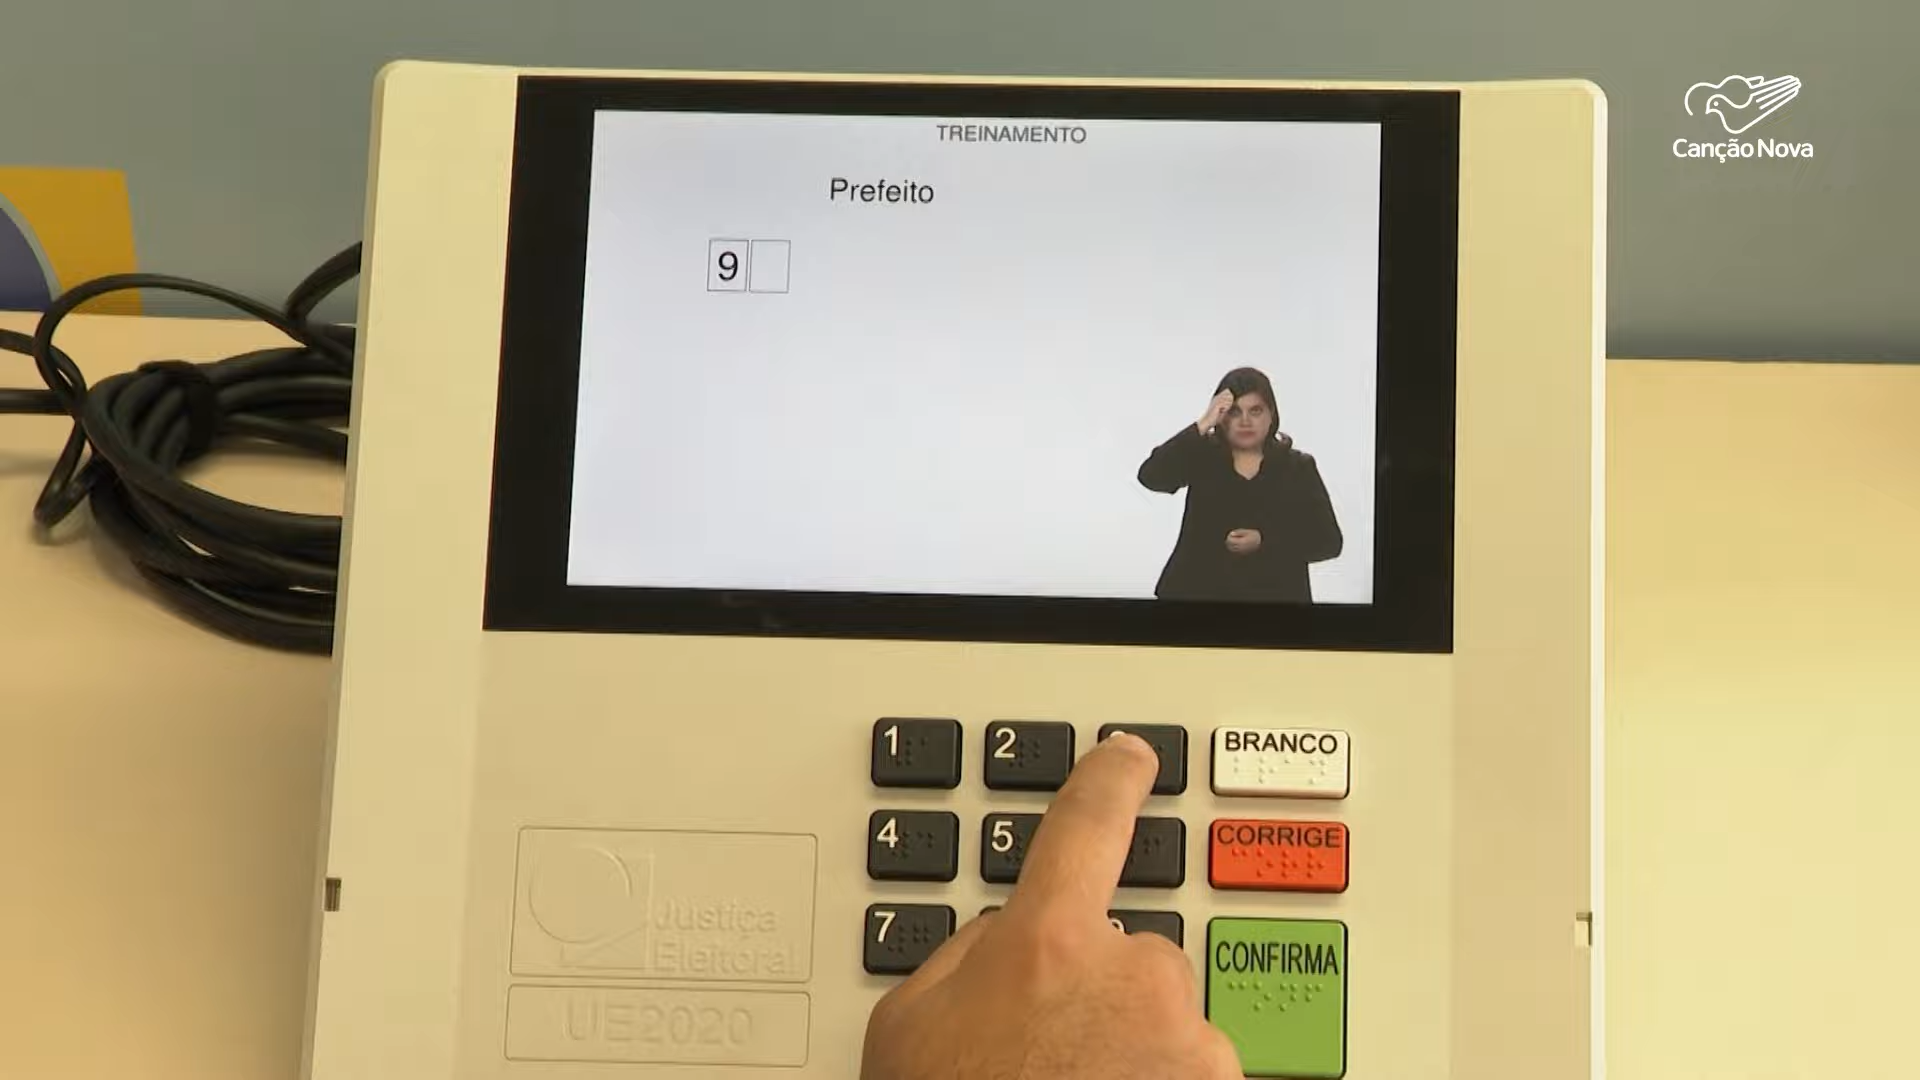 TREINAMENTO
Canção Nova
Prefeito
9
1 2 BRANCO
4 5 CORRIGE
7 CONFIRMA
Justiça
Eleitoral
UE2020